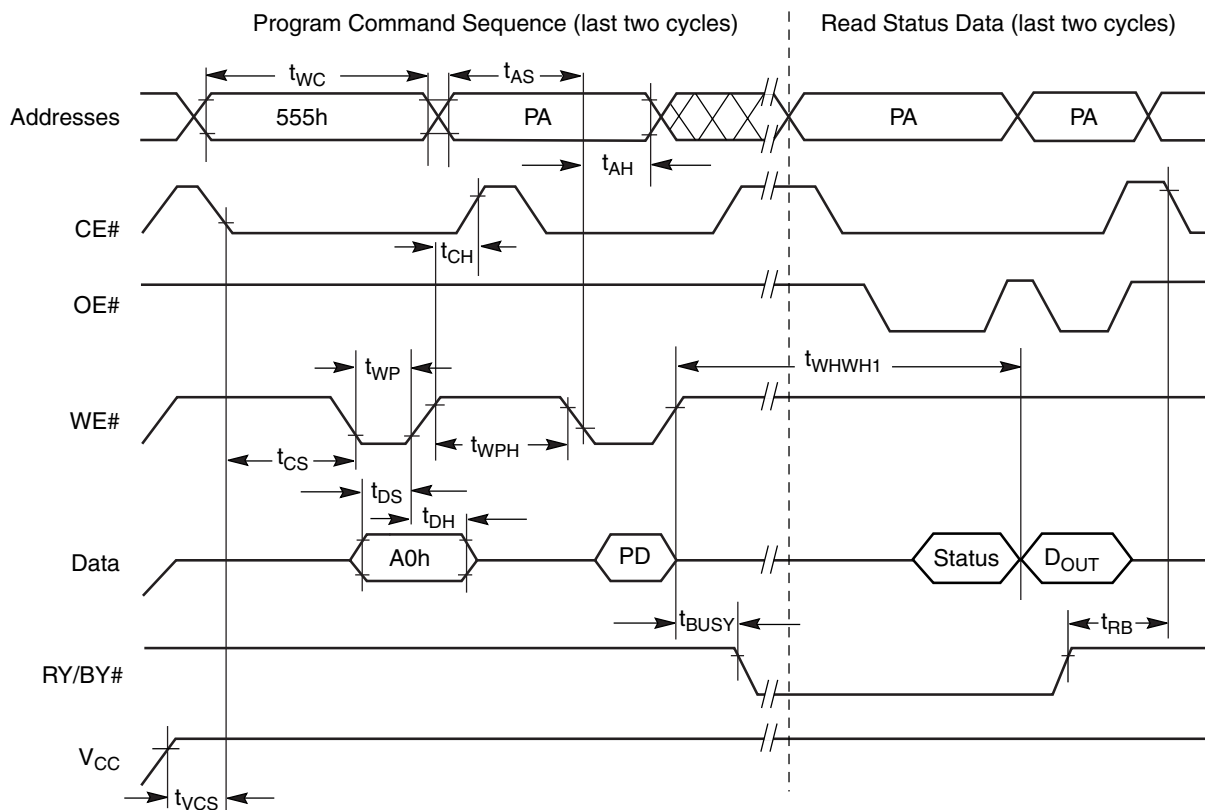 Program Command Sequence (last two cycles)
Read Status Data (last two cycles)
tWC
tAS
Addresses
555h
PA
PA
PA
tAH
CE#
tCH
OE#
tWP
tWHWH1
WE#
tWPH
tCS
tDS
tDH
Data
A0h
PD
Status
DOUT
tBUSY
tRB
RY/BY#
VCC
tVCS